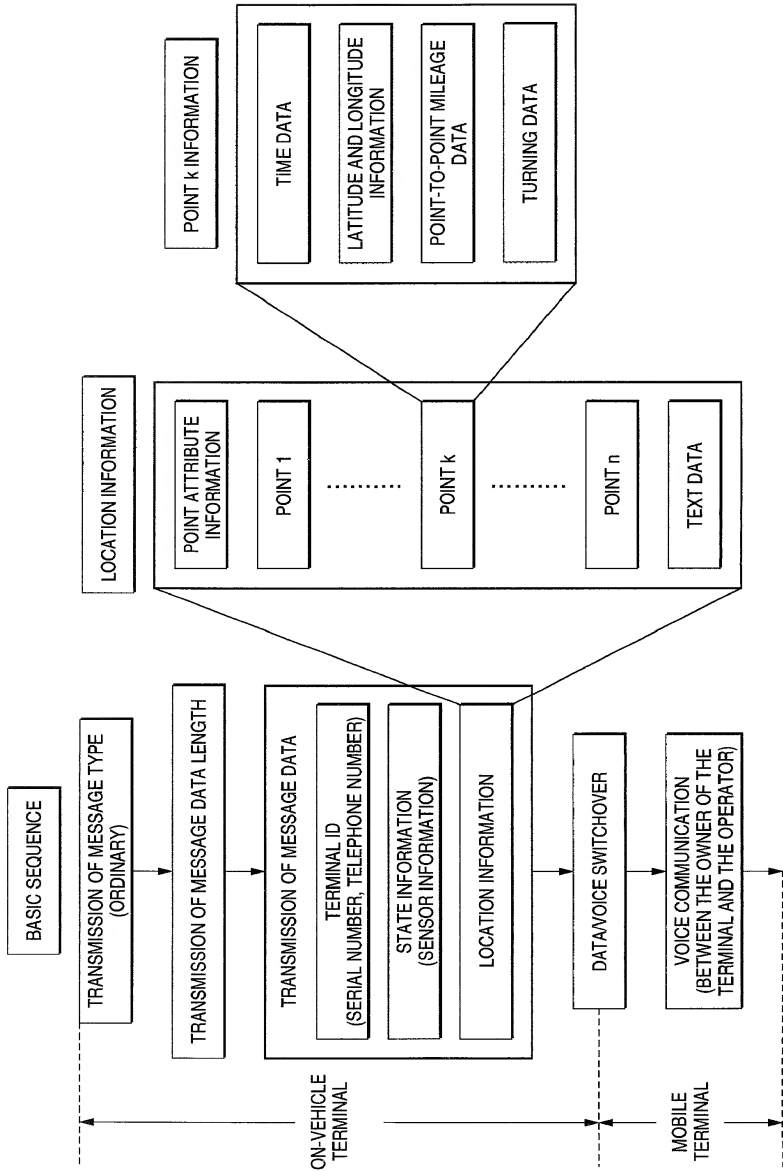 BASIC SEQUENCE
TRANSMISSION OF MESSAGE TYPE
(ORDINARY)
TRANSMISSION OF MESSAGE DATA LENGTH
TRANSMISSION OF MESSAGE DATA
TERMINAL ID
(SERIAL NUMBER, TELEPHONE NUMBER)
STATE INFORMATION
(SENSOR INFORMATION)
LOCATION INFORMATION
DATA/VOICE SWITCHOVER
VOICE COMMUNICATION
(BETWEEN THE OWNER OF THE
TERMINAL AND THE OPERATOR)
ON-VEHICLE
TERMINAL
MOBILE
TERMINAL
LOCATION INFORMATION
POINT ATTRIBUTE
INFORMATION
POINT 1
POINT k
POINT n
TEXT DATA
POINT k INFORMATION
TIME DATA
LATITUDE AND LONGITUDE
INFORMATION
POINT-TO-POINT MILEAGE
DATA
TURNING DATA